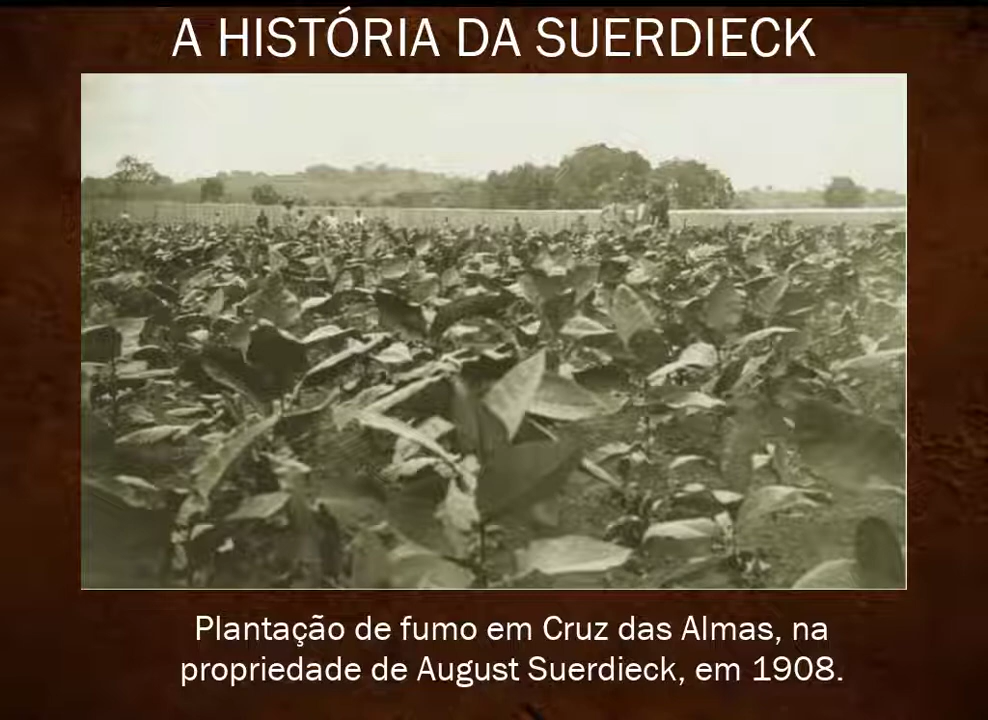 A HISTÓRIA DA SUERDIECK
Plantação de fumo em Cruz das Almas, na
propriedade de August Suerdieck, em 1908.